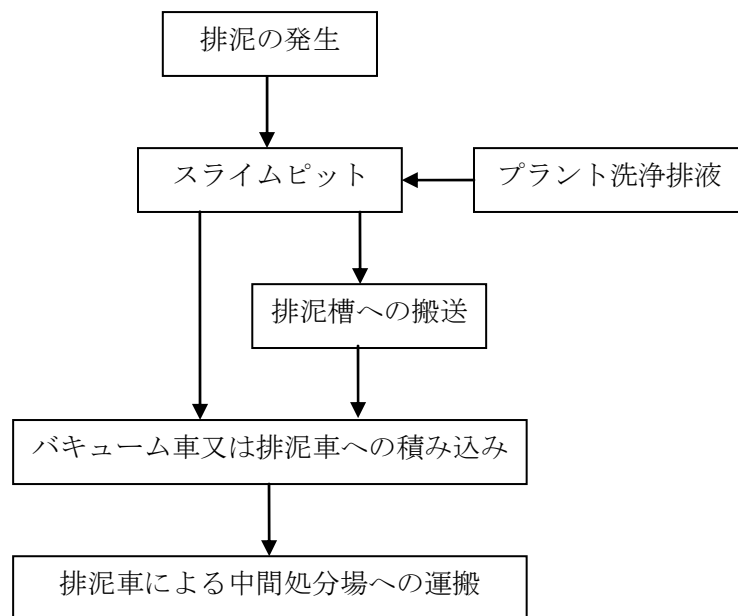 排泥の発生
スライムピット
プラント洗浄排液
排泥槽への搬送
バキューム車又は排泥車への積み込み
排泥車による中間処分場への運搬